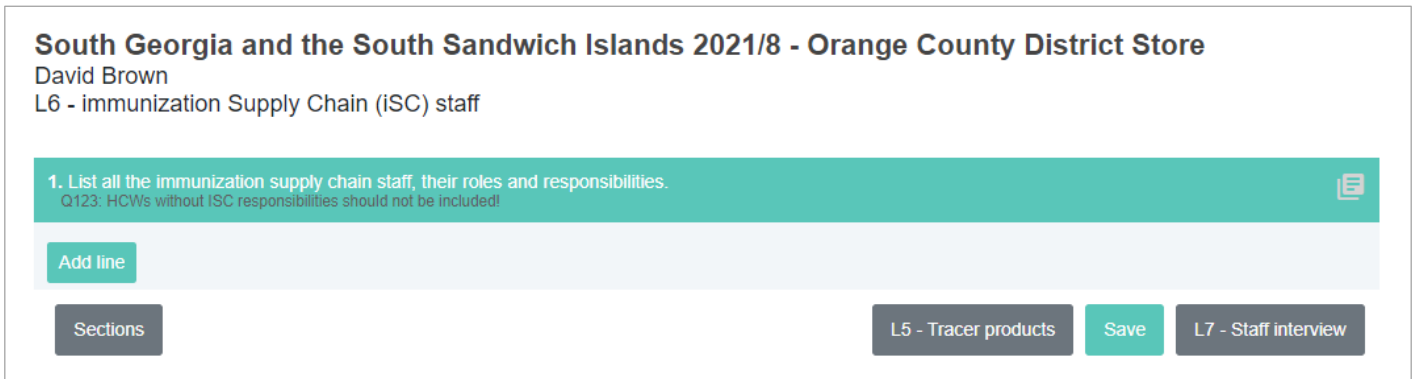 South Georgia and the South Sandwich Islands 2021/8 - Orange County District Store
David Brown
L6 - immunization Supply Chain (iSC) staff
1. List all the immunization supply chain staff, their roles and responsibilities.
Q123: HCWs without ISC responsibilities should not be included!
Add line
Sections
L5 - Tracer products
Save
L7 - Staff interview